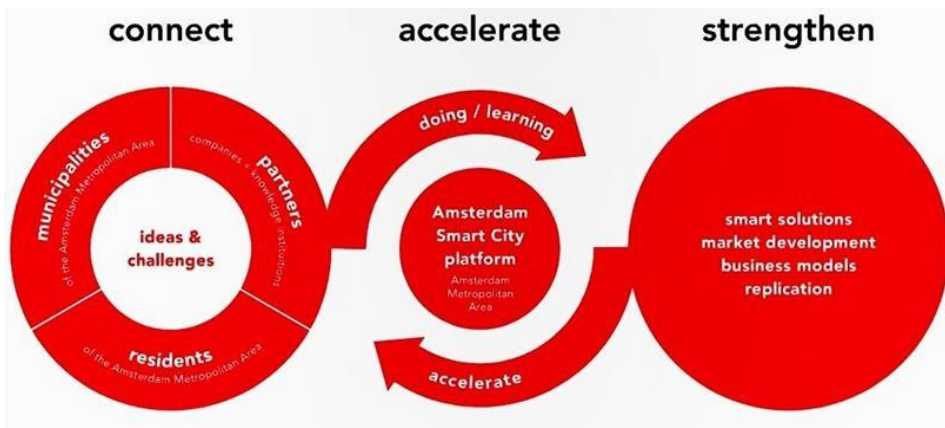 connect
accelerate
strengthen
municipalities
of the Amsterdam Metropolitan Area
partners
companies + knowledge instituitions
residents
of the Amsterdam Metropolitan Area
ideas &
challenges
doing / learning
Amsterdam
Smart City
platform
Amsterdam
Metropolitan
Area
accelerate
smart solutions
market development
business models
replication